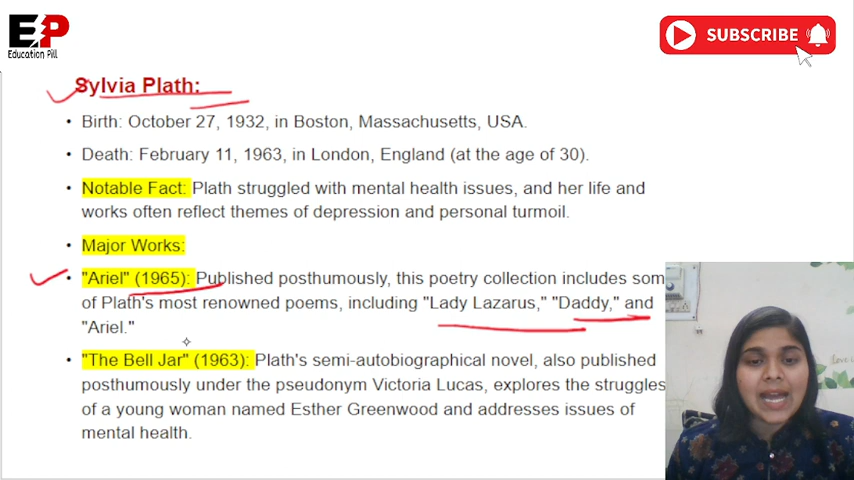 EP
Education Pill
SUBSCRIBE
Sylvia Plath:
• Birth: October 27, 1932, in Boston, Massachusetts, USA.
• Death: February 11, 1963, in London, England (at the age of 30).
• Notable Fact: Plath struggled with mental health issues, and her life and
works often reflect themes of depression and personal turmoil.
• Major Works:
• "Ariel" (1965): Published posthumously, this poetry collection includes som
of Plath's most renowned poems, including "Lady Lazarus," "Daddy," and
"Ariel."
• "The Bell Jar" (1963): Plath's semi-autobiographical novel, also published
posthumously under the pseudonym Victoria Lucas, explores the struggles
of a young woman named Esther Greenwood and addresses issues of
mental health.